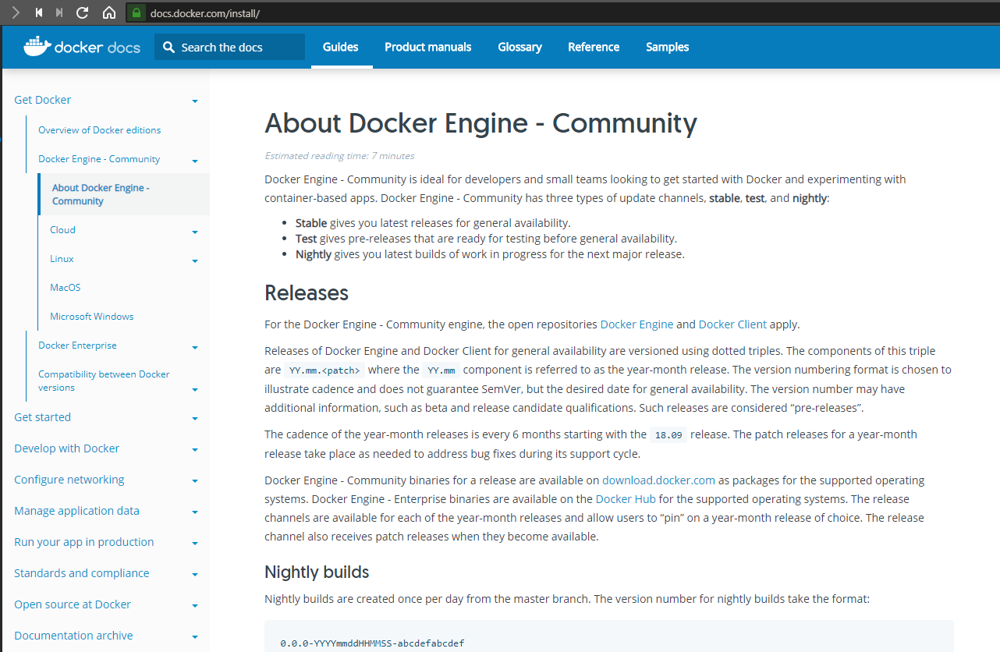 docs.docker.com/install/
docker docs
Search the docs
Guides
Product manuals
Glossary
Reference
Samples
Get Docker
Overview of Docker editions
Docker Engine - Community
About Docker Engine -
Community
Cloud
Linux
MacOS
Microsoft Windows
Docker Enterprise
Compatibility between Docker
versions
Get started
Develop with Docker
Configure networking
Manage application data
Run your app in production
Standards and compliance
Open source at Docker
Documentation archive
About Docker Engine - Community
Estimated reading time: 7 minutes
Docker Engine - Community is ideal for developers and small teams looking to get started with Docker and experimenting with
container-based apps. Docker Engine - Community has three types of update channels, stable, test, and nightly:
• Stable gives you latest releases for general availability.
• Test gives pre-releases that are ready for testing before general availability.
• Nightly gives you latest builds of work in progress for the next major release.
Releases
For the Docker Engine - Community engine, the open repositories Docker Engine and Docker Client apply.
Releases of Docker Engine and Docker Client for general availability are versioned using dotted triples. The components of this triple
are YY.mm.<patch> where the YY.mm component is referred to as the year-month release. The version numbering format is chosen to
illustrate cadence and does not guarantee SemVer, but the desired date for general availability. The version number may have
additional information, such as beta and release candidate qualifications. Such releases are considered “pre-releases”.
The cadence of the year-month releases is every 6 months starting with the 18.09 release. The patch releases for a year-month
release take place as needed to address bug fixes during its support cycle.
Docker Engine - Community binaries for a release are available on download.docker.com as packages for the supported operating
systems. Docker Engine - Enterprise binaries are available on the Docker Hub for the supported operating systems. The release
channels are available for each of the year-month releases and allow users to “pin” on a year-month release of choice. The release
channel also receives patch releases when they become available.
Nightly builds
Nightly builds are created once per day from the master branch. The version number for nightly builds take the format:
0.0.0-YYYYmmddHHMMSS-abcdefabcdef